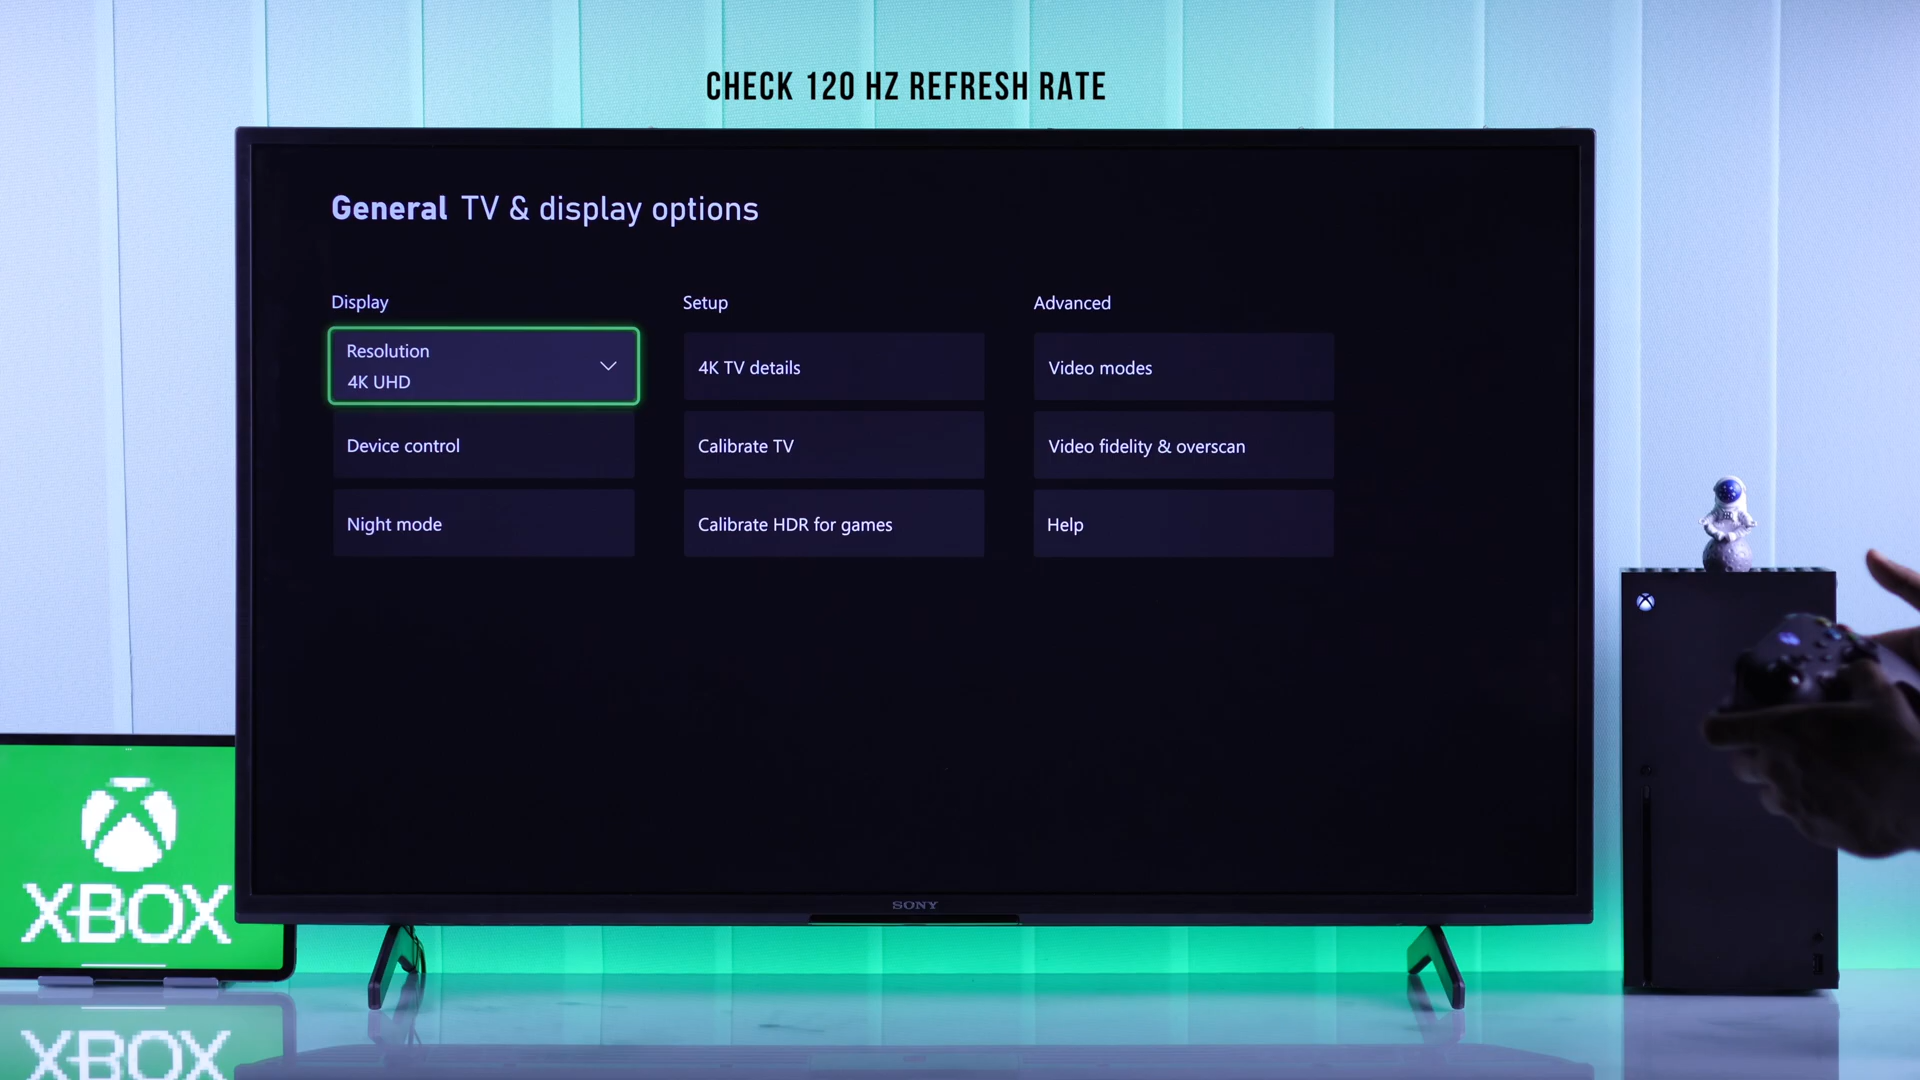 CHECK 120 HZ REFRESH RATE
General TV & display options
Display
Resolution
4K UHD
Device control
Night mode
Setup
4K TV details
Calibrate TV
Calibrate HDR for games
Advanced
Video modes
Video fidelity & overscan
Help
SONY
XBOX
XBOX